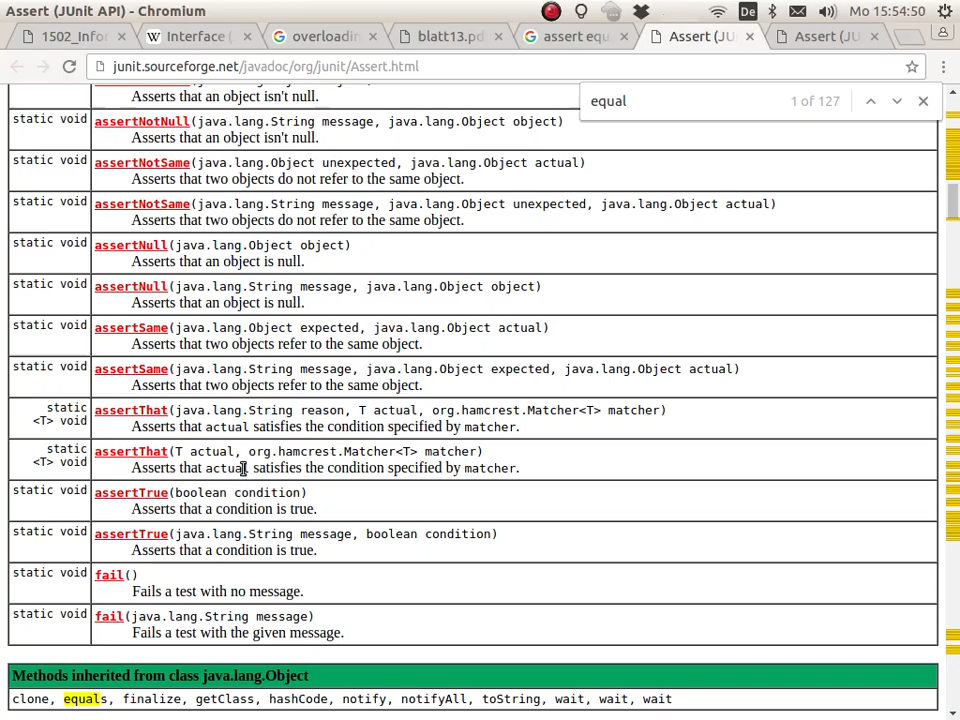 Assert (JUnit API) - Chromium
De
Mo 15:54:50
1502_Info
Interface (
overloadin
blatt13.pd
assert equ
Assert (JU
Assert (JU
junit.sourceforge.net/javadoc/org/junit/Assert.html
equal 1 of 127
Asserts that an object isn't null.
static void assertNotNull(java.lang.String message, java.lang.Object object)
Asserts that an object isn't null.
static void assertNotSame(java.lang.Object unexpected, java.lang.Object actual)
Asserts that two objects do not refer to the same object.
static void assertNotSame(java.lang.String message, java.lang.Object unexpected, java.lang.Object actual)
Asserts that two objects do not refer to the same object.
static void assertNull(java.lang.Object object)
Asserts that an object is null.
static void assertNull(java.lang.String message, java.lang.Object object)
Asserts that an object is null.
static void assertSame(java.lang.Object expected, java.lang.Object actual)
Asserts that two objects refer to the same object.
static void assertSame(java.lang.String message, java.lang.Object expected, java.lang.Object actual)
Asserts that two objects refer to the same object.
static
<T> void assertThat(java.lang.String reason, T actual, org.hamcrest.Matcher<T> matcher)
Asserts that actual satisfies the condition specified by matcher.
static
<T> void assertThat(T actual, org.hamcrest.Matcher<T> matcher)
Asserts that actual satisfies the condition specified by matcher.
static void assertTrue(boolean condition)
Asserts that a condition is true.
static void assertTrue(java.lang.String message, boolean condition)
Asserts that a condition is true.
static void fail()
Fails a test with no message.
static void fail(java.lang.String message)
Fails a test with the given message.
Methods inherited from class java.lang.Object
clone, equals, finalize, getClass, hashCode, notify, notifyAll, toString, wait, wait, wait